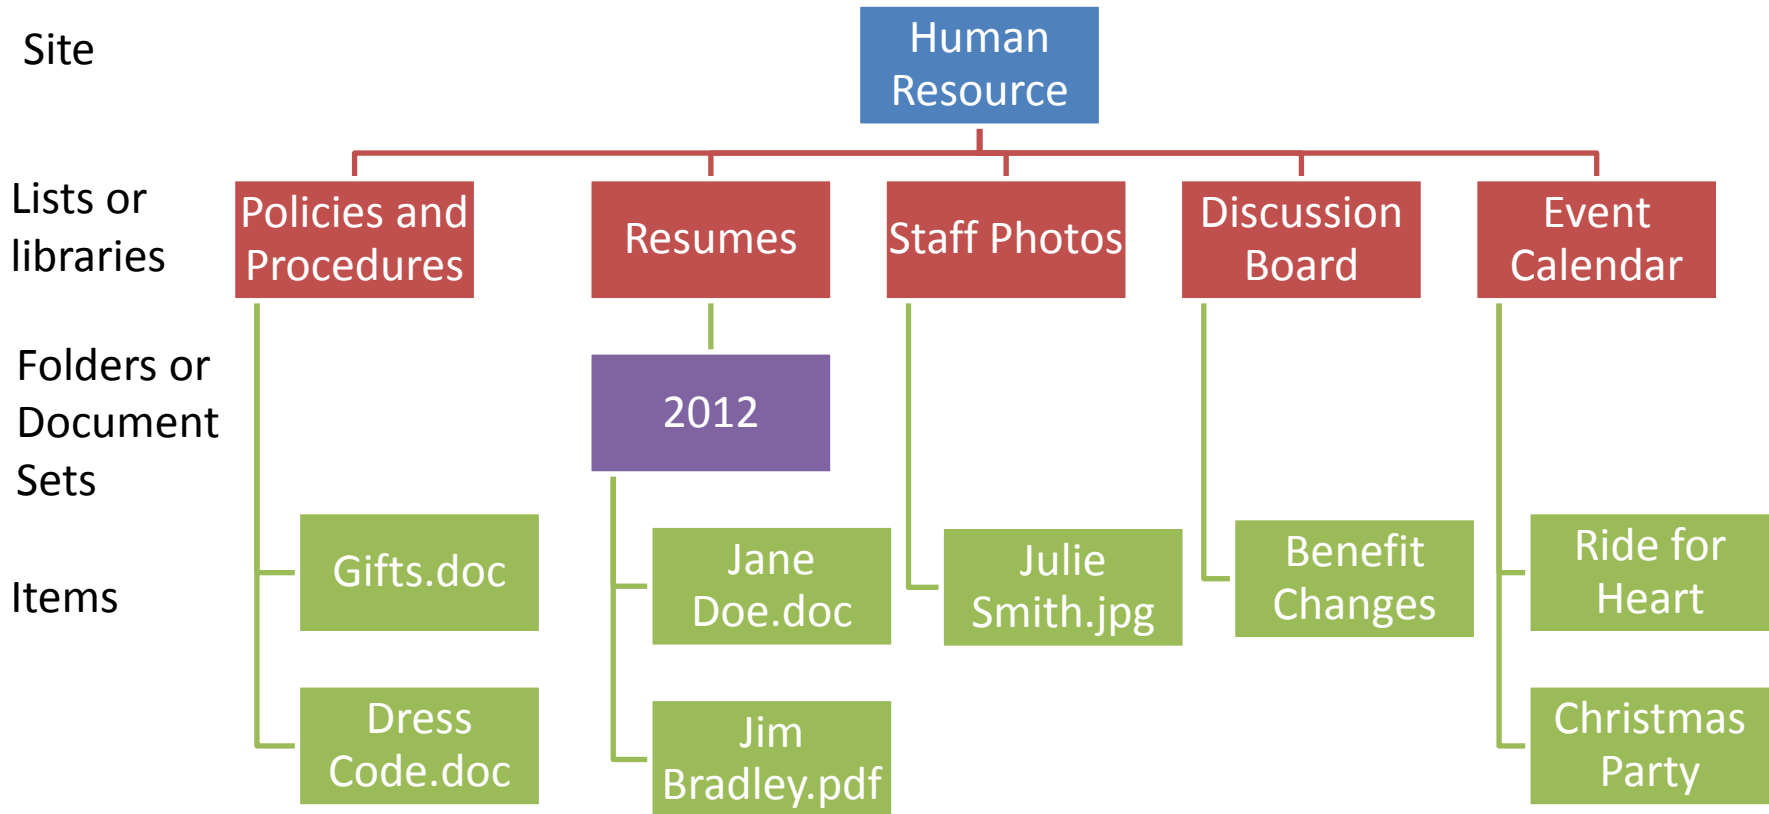 Site
Human
Resource
Lists or
libraries
Policies and
Procedures
Resumes
Staff Photos
Discussion
Board
Event
Calendar
Folders or
Document
Sets
2012
Items
Gifts.doc
Jane
Doe.doc
Julie
Smith.jpg
Benefit
Changes
Ride for
Heart
Dress
Code.doc
Jim
Bradley.pdf
Christmas
Party